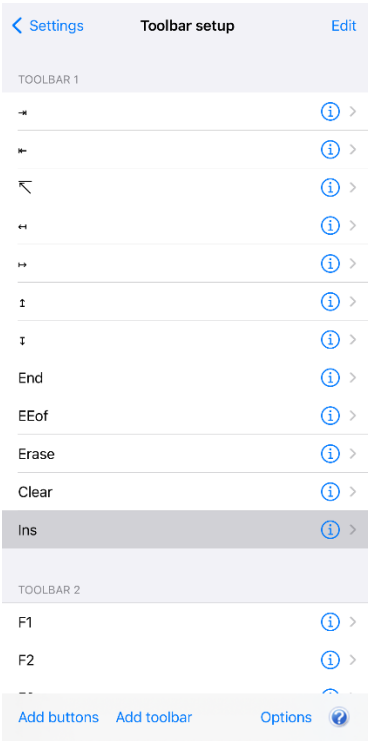 Settings Toolbar setup Edit
TOOLBAR 1
⇥
⇤
↸
↤
↦
↥
↧
End
EEof
Erase
Clear
Ins
TOOLBAR 2
F1
F2
Add buttons Add toolbar Options